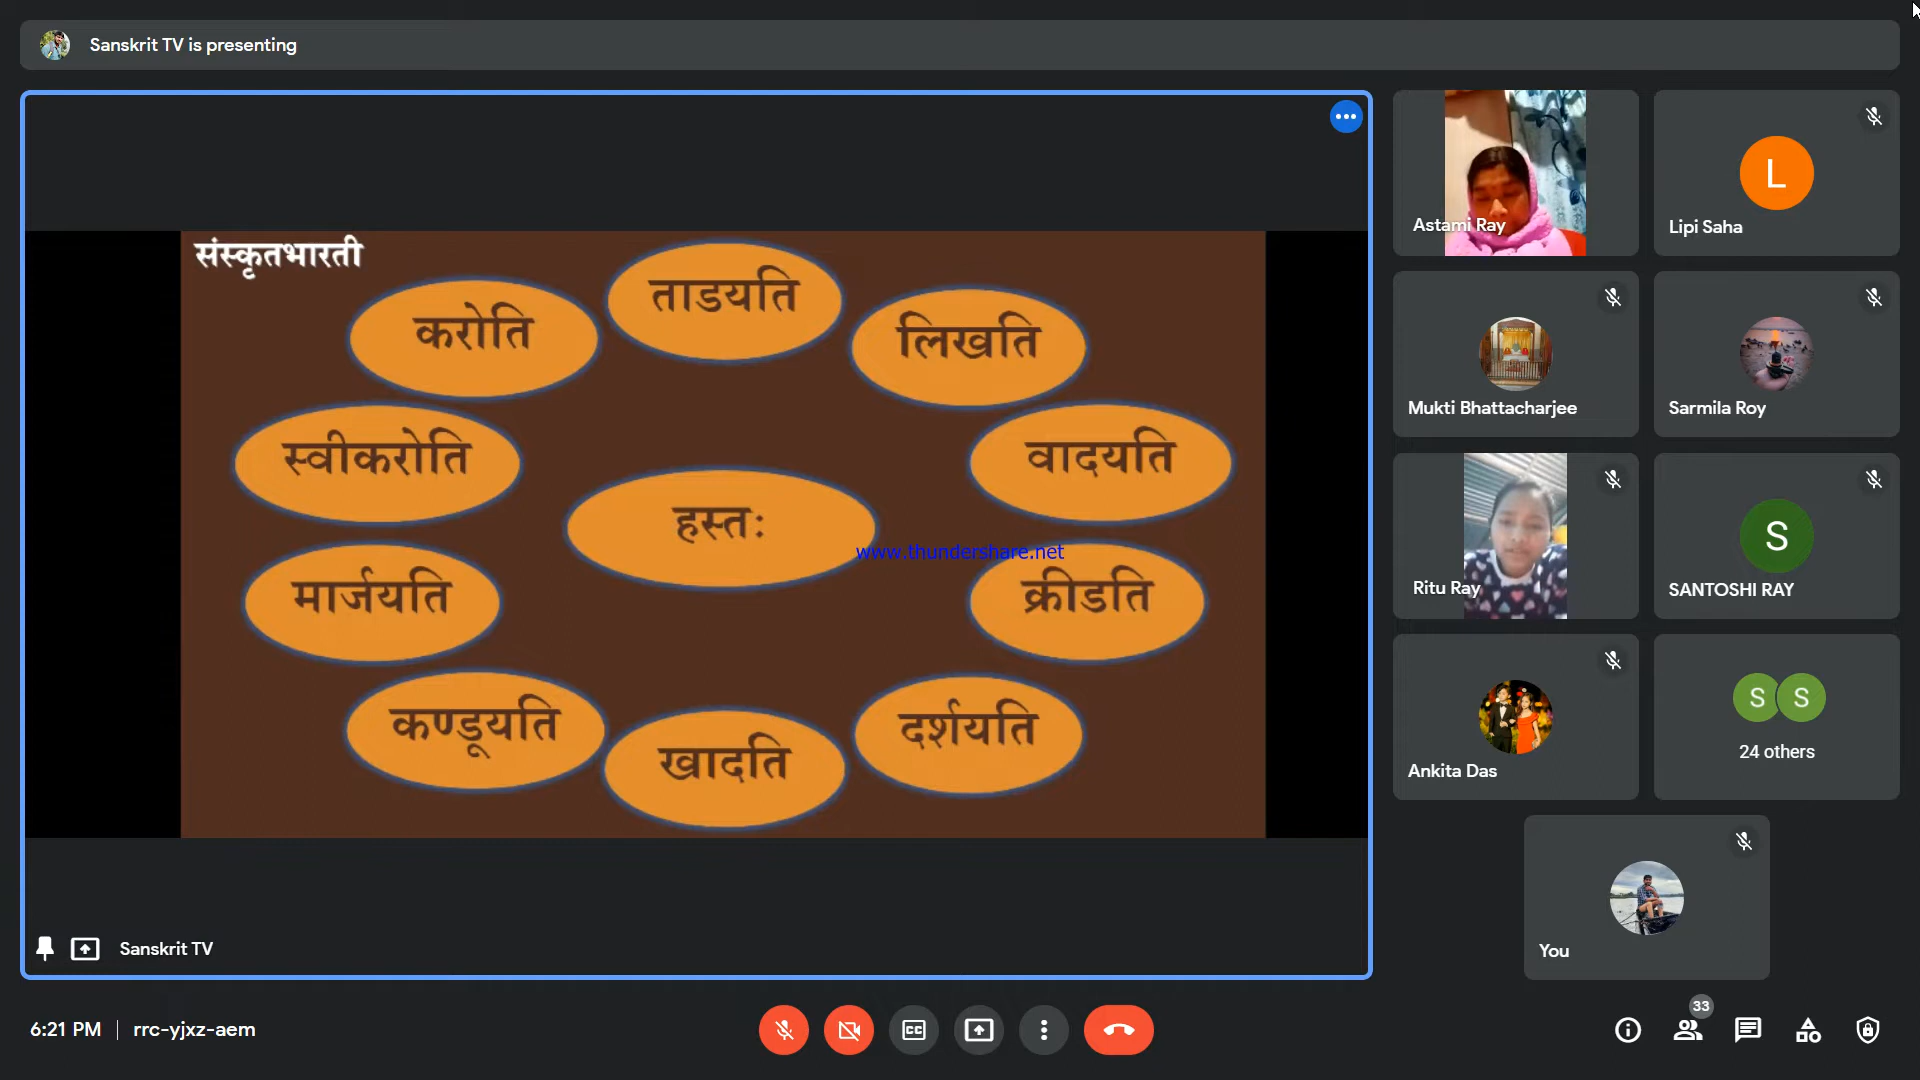 Sanskrit TV is presenting
संस्कृतभारती
ताडयति
करोति
लिखति
स्वीकरोति
वादयति
हस्तः
www.thundershare.net
मार्जयति
क्रीडति
कण्डूयति
दर्शयति
खादति
Sanskrit TV
Astami Ray
L
Lipi Saha
Mukti Bhattacharjee
Sarmila Roy
Ritu Ray
S
SANTOSHI RAY
Ankita Das
S S
24 others
You
6:21 PM | rrc-yjxz-aem
CC
33